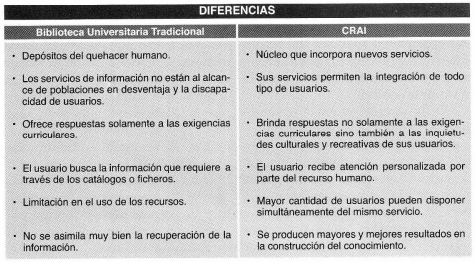 DIFERENCIAS
Biblioteca Universitaria Tradicional
CRAI
· Depósitos del quehacer humano.
· Núcleo que incorpora nuevos servicios.
· Los servicios de información no están al alcan-
ce de poblaciones en desventaja y la discapa-
cidad de usuarios.
· Sus servicios permiten la integración de todo
tipo de usuarios.
· Ofrece respuestas solamente a las exigencias
curriculares.
· Brinda respuestas no solamente a las exigen-
cias curriculares sino también a las inquietu-
des culturales y recreativas de sus usuarios.
· El usuario busca la información que requiere a
través de los catálogos o ficheros.
· El usuario recibe atención personalizada por
parte del recurso humano.
· Limitación en el uso de los recursos.
· Mayor cantidad de usuarios pueden disponer
simultáneamente del mismo servicio.
· No se asimila muy bien la recuperación de la
información.
· Se producen mayores y mejores resultados en
la construcción del conocimiento.